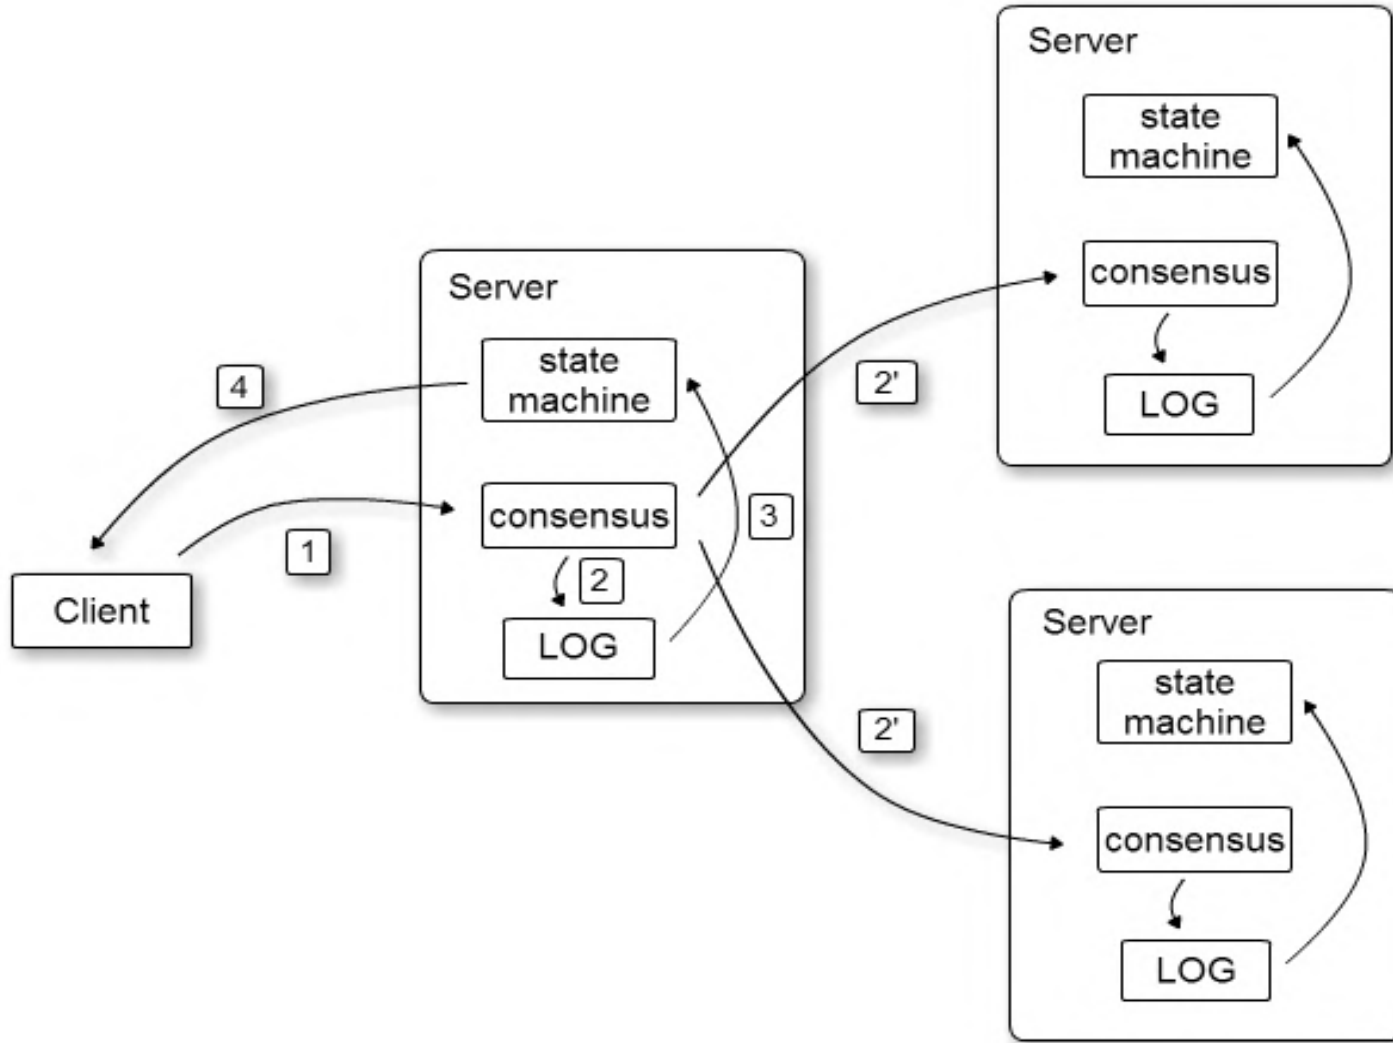 Server
state
machine
consensus
LOG
Server
state
machine
consensus
LOG
4
1
2
3
2'
2'
Client
Server
state
machine
consensus
LOG